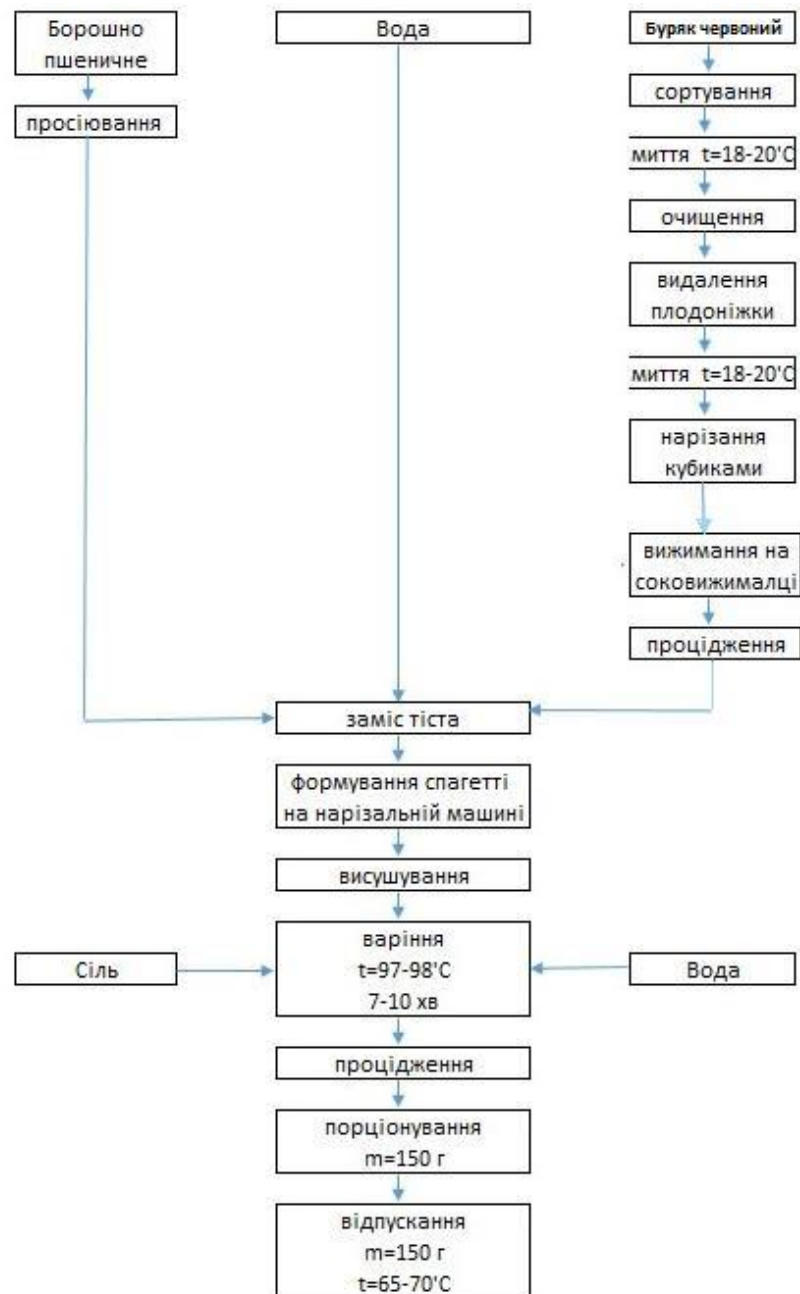 Борошно
пшеничне
просіювання
Вода
Буряк червоний
сортування
миття t=18-20'С
очищення
видалення
плодоніжки
миття t=18-20'С
нарізання
кубиками
вижимання на
соковижималці
процідження
заміс тіста
формування спагетті
на нарізальній машині
висушування
Сіль
варіння
t=97-98'С
7-10 хв
Вода
процідження
порціонування
m=150 г
відпускання
m=150 г
t=65-70'С